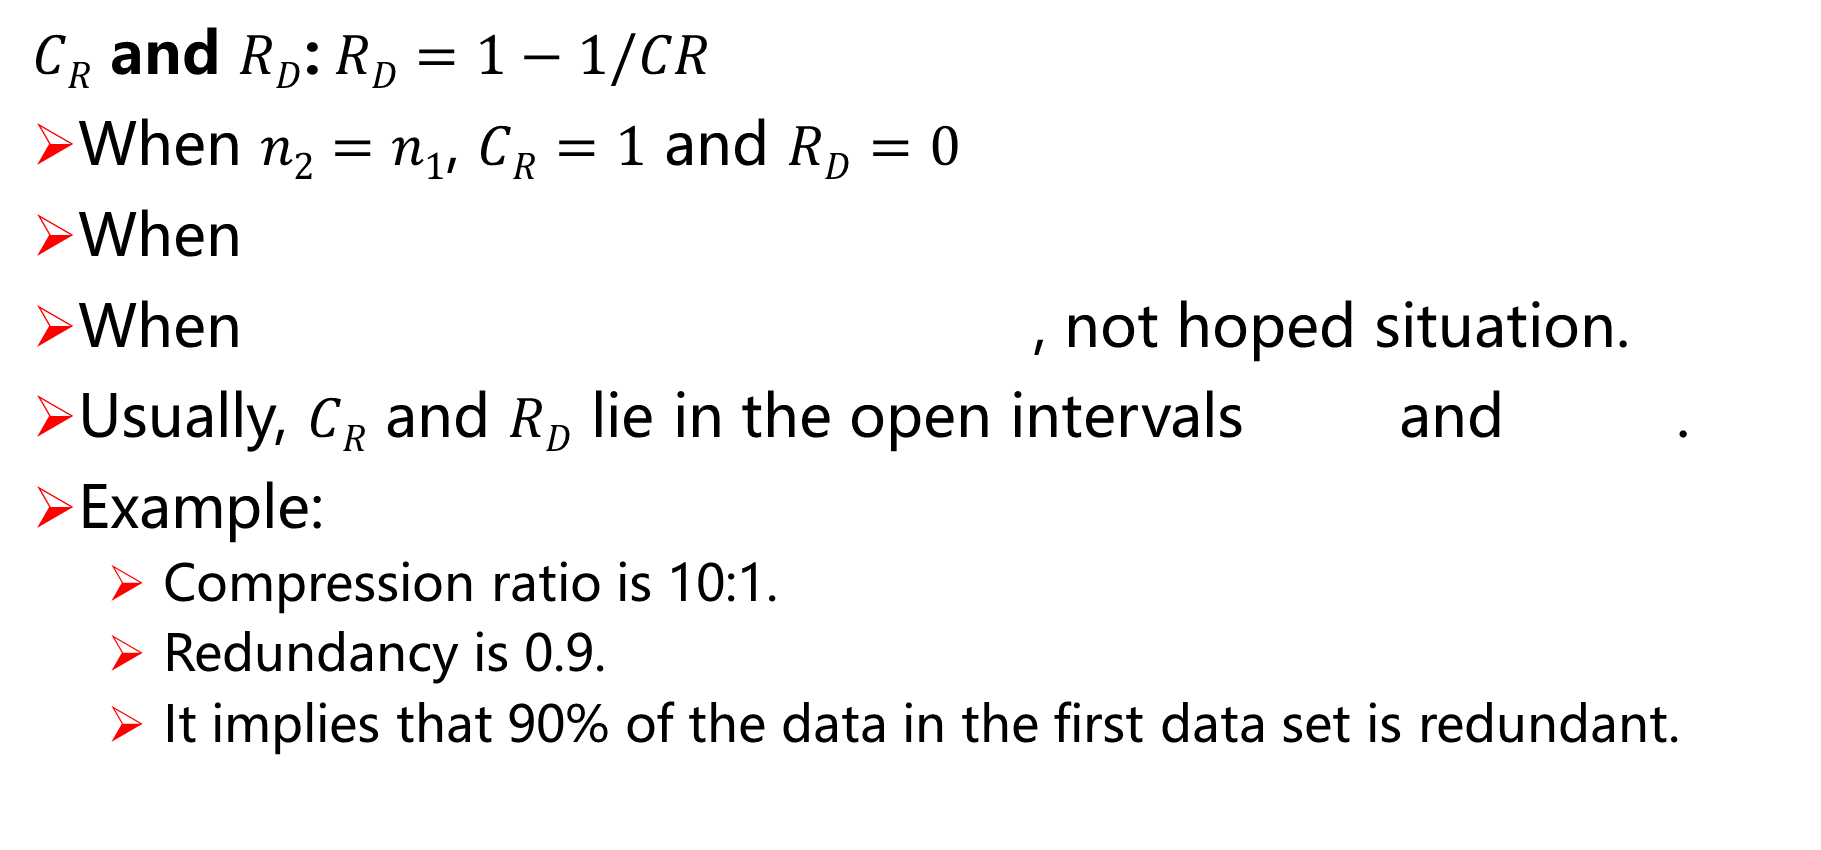 C_R and R_D: R_D = 1 − 1/CR
➢When n_2 = n_1, C_R = 1 and R_D = 0
➢When
➢When , not hoped situation.
➢Usually, C_R and R_D lie in the open intervals and .
➢Example:
➢ Compression ratio is 10:1.
➢ Redundancy is 0.9.
➢ It implies that 90% of the data in the first data set is redundant.